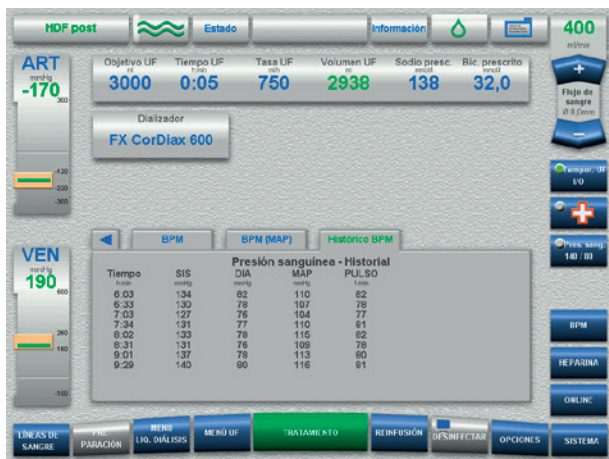 HDF post
Estado
Información
400
ml/min
ART
mmHg
-170
300
-120
-220
-300
Objetivo UF
ml
3000
Tiempo UF
h:min
0:05
Tasa UF
ml/h
750
Volumen UF
ml
2938
Sodio presc.
mmol/l
138
Bic. prescrito
mmol/l
32,0
+
Flujo de
sangre
Ø 8,0mm
−
Dializador
FX CorDiax 600
Tempor. UF
I/O
Pres. sang.
140 / 80
BPM
BPM (MAP)
Histórico BPM
VEN
mmHg
190
500
260
160
-100
Presión sanguínea - Historial
Tiempo SIS DIA MAP PULSO
h:min mmHg mmHg mmHg 1/min
6:03 134 82 110 82
6:33 130 78 107 78
7:03 127 76 104 77
7:34 131 77 110 81
8:02 133 78 115 82
8:31 131 76 109 78
9:01 137 78 113 80
9:29 140 80 116 81
BPM
HEPARINA
ONLINE
LÍNEAS DE
SANGRE
PRE-
PARACIÓN
MENÚ
LIQ. DIÁLISIS
MENÚ UF
TRATAMIENTO
REINFUSIÓN
DESINFECTAR
OPCIONES
SISTEMA